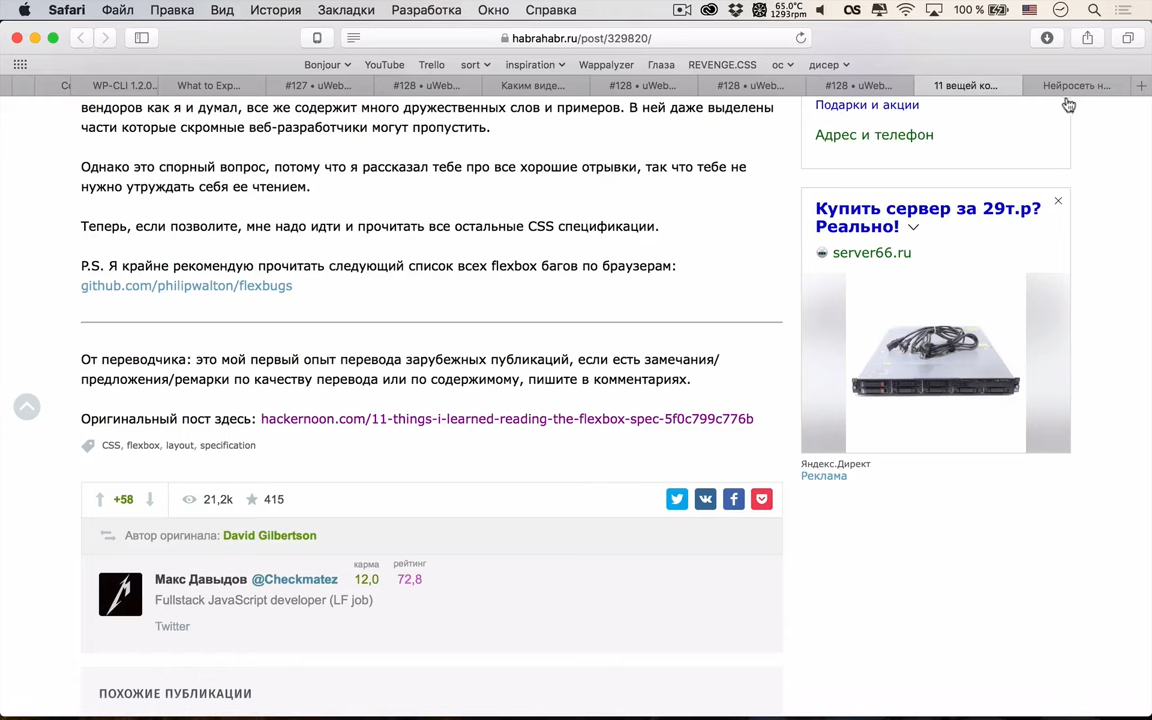 Safari Файл Правка Вид История Закладки Разработка Окно Справка 65.0°C 1293rpm 100 %
habrahabr.ru/post/329820/
Bonjour YouTube Trello sort inspiration Wappalyzer Глаза REVENGE.CSS ос дисер
Co WP-CLI 1.2.0.. What to Exp... #127 | uWeb... #128 | uWeb... Каким виде... #128 | uWeb... #128 | uWeb... #128 | uWeb... 11 вещей ко... Нейросеть н...
вендоров как я и думал, все же содержит много дружественных слов и примеров. В ней даже выделены
части которые скромные веб-разработчики могут пропустить.
Однако это спорный вопрос, потому что я рассказал тебе про все хорошие отрывки, так что тебе не
нужно утруждать себя ее чтением.
Теперь, если позволите, мне надо идти и прочитать все остальные CSS спецификации.
P.S. Я крайне рекомендую прочитать следующий список всех flexbox багов по браузерам:
github.com/philipwalton/flexbugs
От переводчика: это мой первый опыт перевода зарубежных публикаций, если есть замечания/
предложения/ремарки по качеству перевода или по содержимому, пишите в комментариях.
Оригинальный пост здесь: hackernoon.com/11-things-i-learned-reading-the-flexbox-spec-5f0c799c776b
CSS, flexbox, layout, specification
+58 21,2k 415
Автор оригинала: David Gilbertson
карма рейтинг
Макс Давыдов @Checkmatez 12,0 72,8
Fullstack JavaScript developer (LF job)
Twitter
ПОХОЖИЕ ПУБЛИКАЦИИ
Подарки и акции
Адрес и телефон
Купить сервер за 29т.р?
Реально!
server66.ru
Яндекс.Директ
Реклама